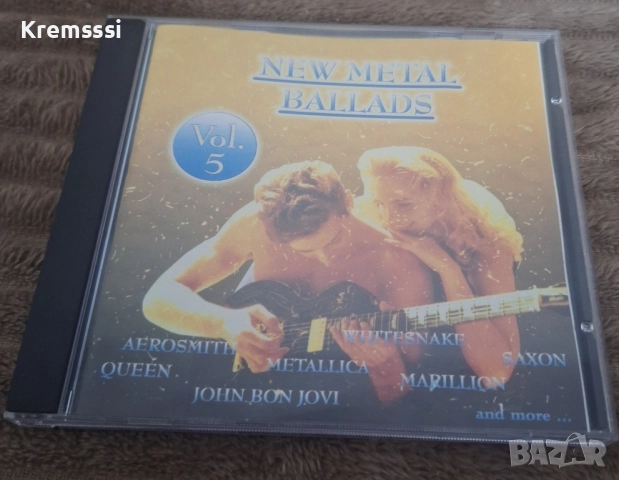 Kremsssi
NEW METAL
BALLADS
Vol.
5
AEROSMITH WHITESNAKE SAXON
QUEEN METALLICA MARILLION
JOHN BON JOVI
and more ...
BAZAR